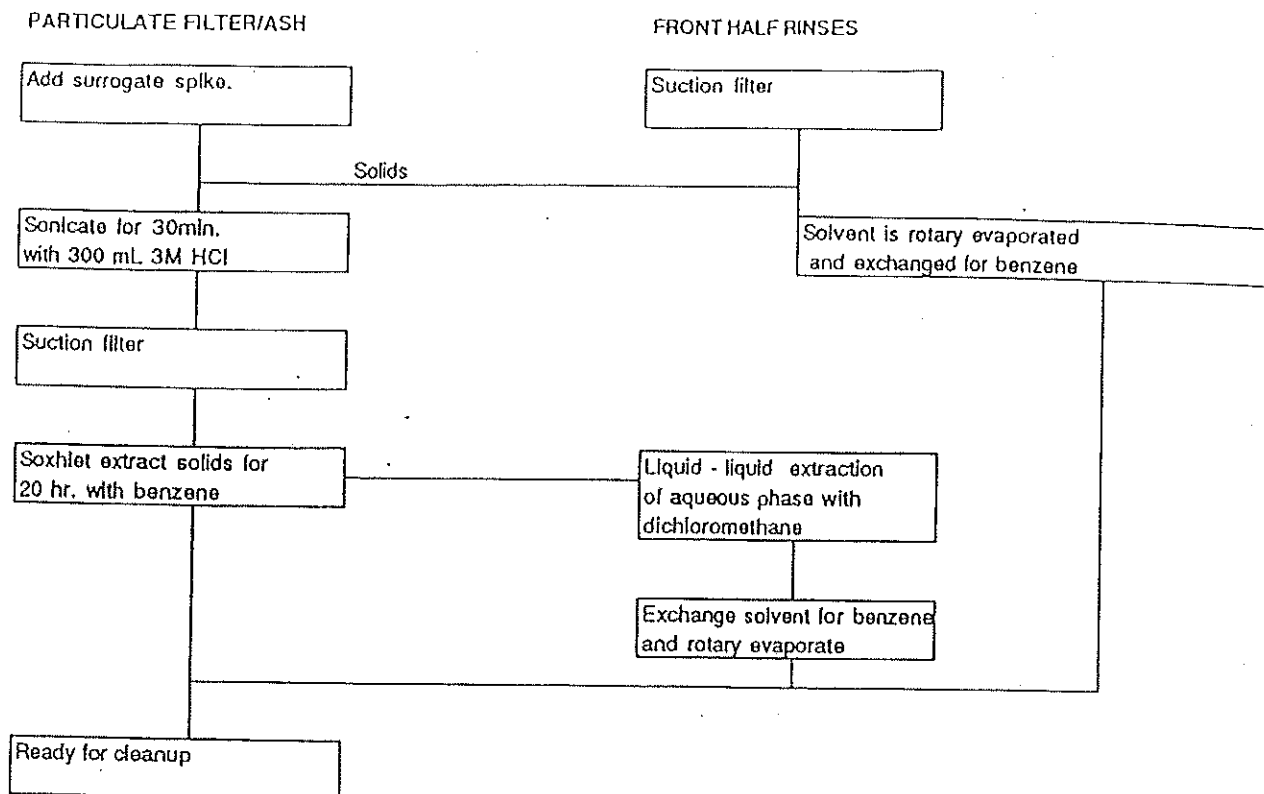 PARTICULATE FILTER/ASH
FRONT HALF RINSES
Add surrogate spike.
Suction filter
Solids
Sonicate for 30min.
with 300 mL 3M HCl
Solvent is rotary evaporated
and exchanged for benzene
Suction filter
Soxhlet extract solids for
20 hr. with benzene
Liquid - liquid extraction
of aqueous phase with
dichloromethane
Exchange solvent for benzene
and rotary evaporate
Ready for cleanup